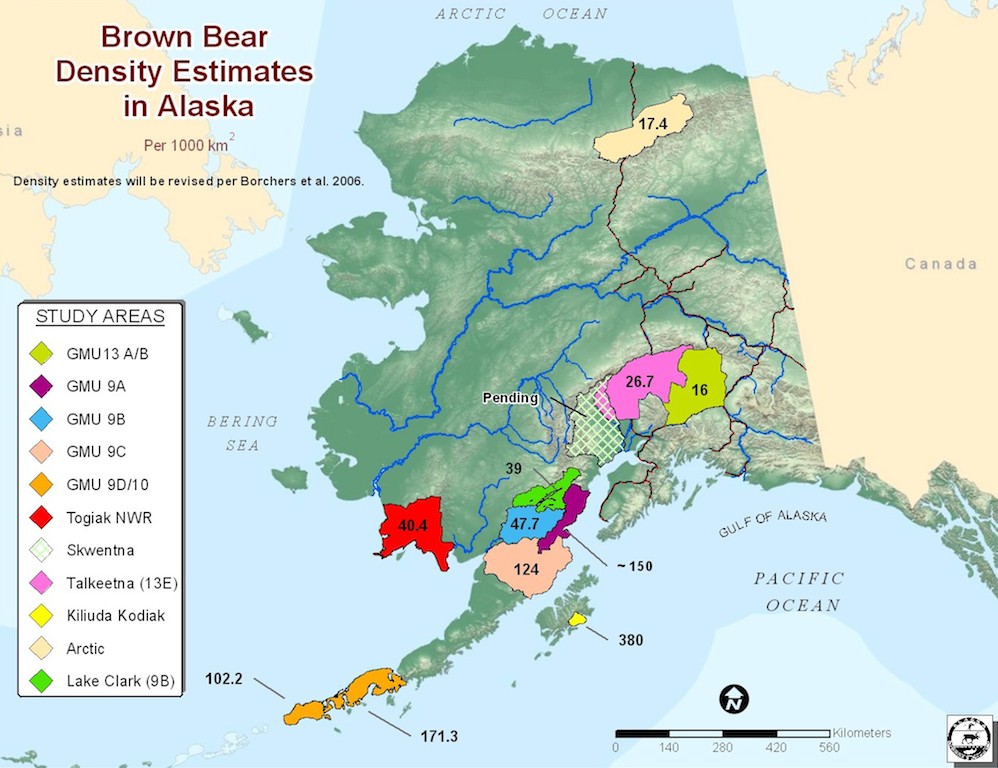 ARCTIC OCEAN
Brown Bear
Density Estimates
in Alaska
Per 1000 km2
Density estimates will be revised per Borchers et al. 2006.
sia
17.4
Canada
STUDY AREAS
GMU13 A/B
GMU 9A
GMU 9B
GMU 9C
GMU 9D/10
Togiak NWR
Skwentna
Talkeetna (13E)
Kiliuda Kodiak
Arctic
Lake Clark (9B)
BERING
SEA
Pending
26.7
16
39
40.4
47.7
124
~150
380
GULF OF ALASKA
PACIFIC
OCEAN
102.2
171.3
N
Kilometers
0 140 280 420 560